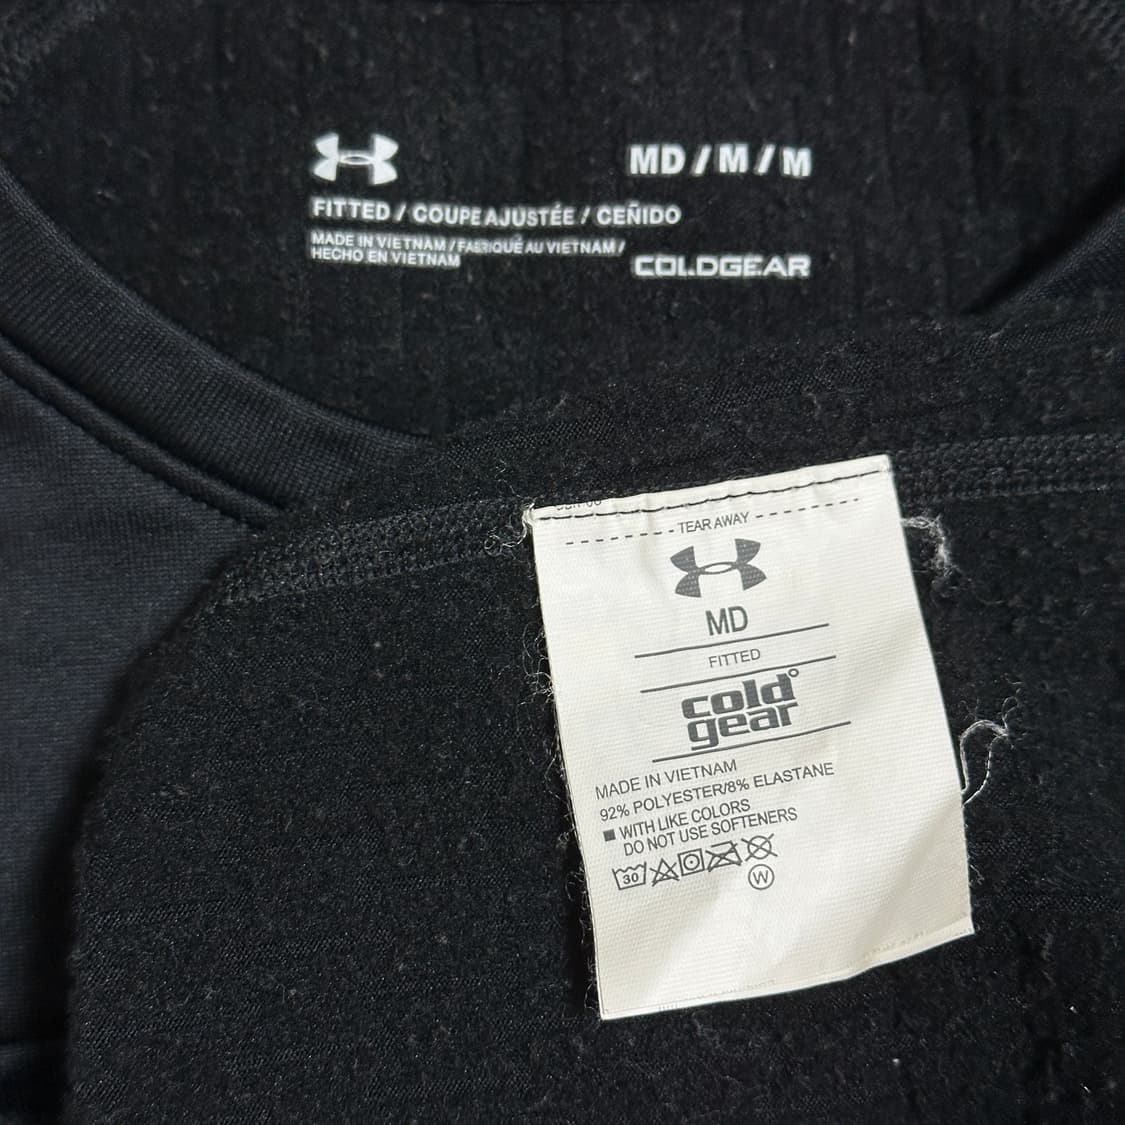 MD / M / M
FITTED / COUPE AJUSTÉE / CEÑIDO
MADE IN VIETNAM / FABRIQUÉ AU VIETNAM /
HECHO EN VIETNAM
COLDGEAR
TEAR AWAY
MD
FITTED
cold
gear
MADE IN VIETNAM
92% POLYESTER/8% ELASTANE
WITH LIKE COLORS
DO NOT USE SOFTENERS
30
W